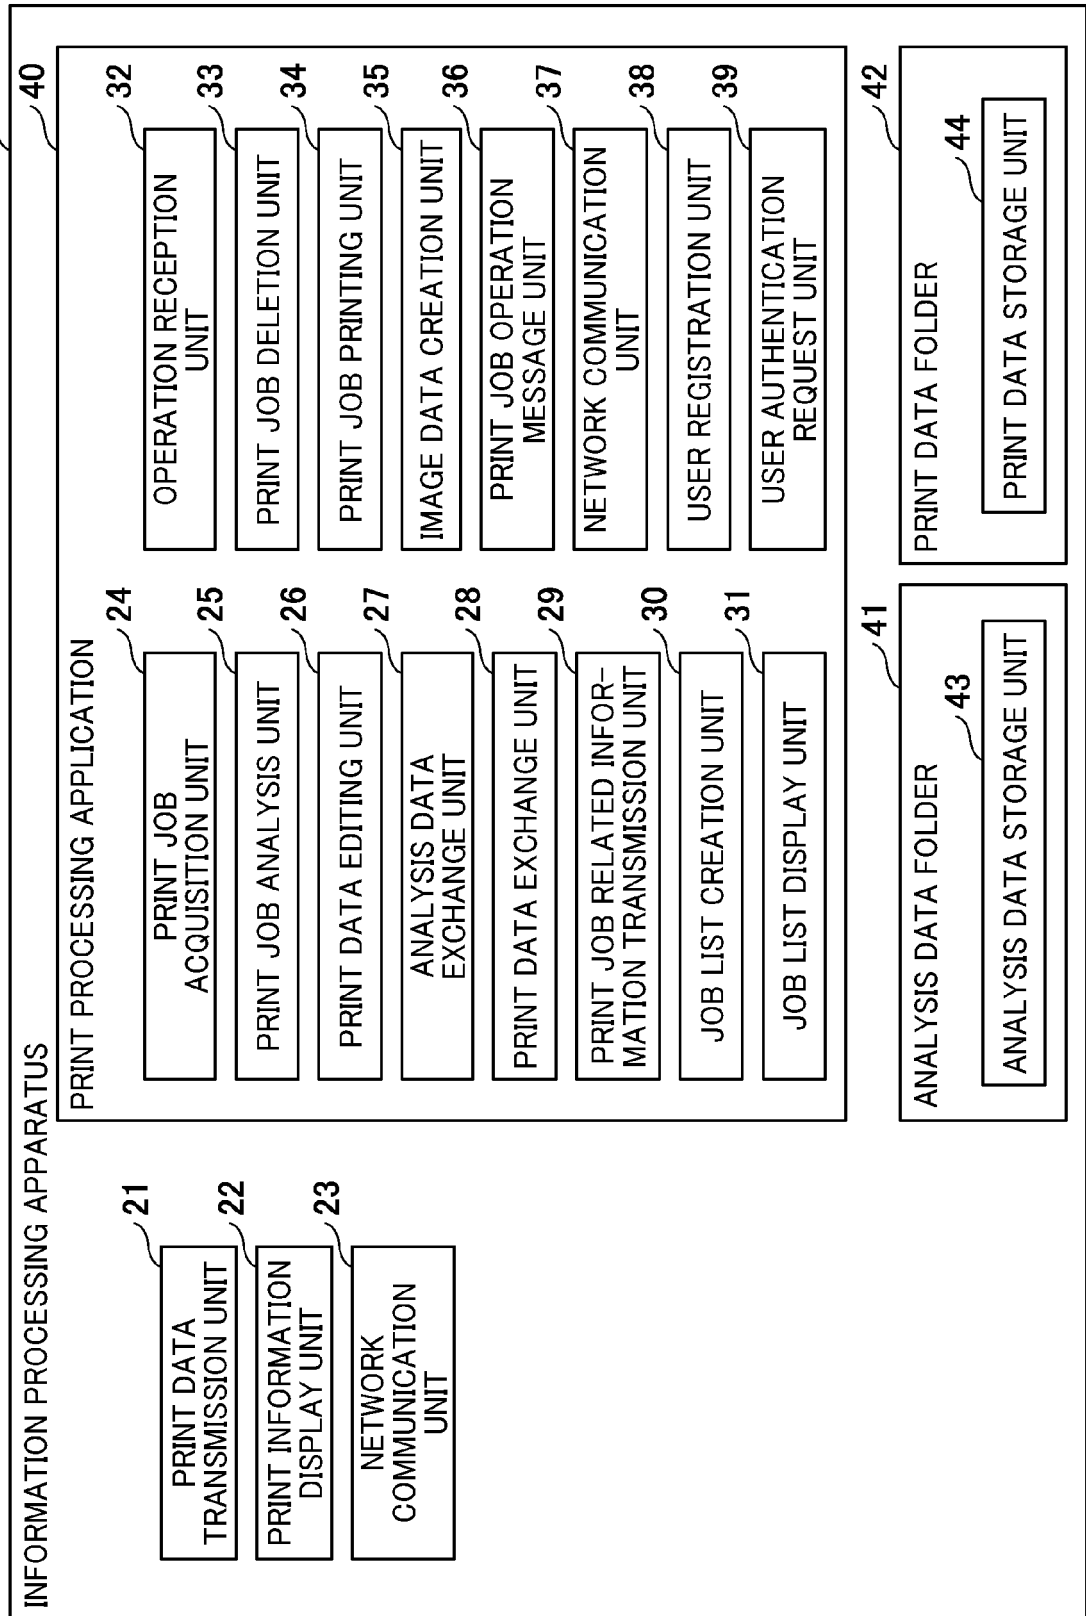 INFORMATION PROCESSING APPARATUS
21
PRINT DATA
TRANSMISSION UNIT
22
PRINT INFORMATION
DISPLAY UNIT
23
NETWORK
COMMUNICATION
UNIT
40
PRINT PROCESSING APPLICATION
24
PRINT JOB
ACQUISITION UNIT
25
PRINT JOB ANALYSIS UNIT
26
PRINT DATA EDITING UNIT
27
ANALYSIS DATA
EXCHANGE UNIT
28
PRINT DATA EXCHANGE UNIT
29
PRINT JOB RELATED INFOR-
MATION TRANSMISSION UNIT
30
JOB LIST CREATION UNIT
31
JOB LIST DISPLAY UNIT
32
OPERATION RECEPTION
UNIT
33
PRINT JOB DELETION UNIT
34
PRINT JOB PRINTING UNIT
35
IMAGE DATA CREATION UNIT
36
PRINT JOB OPERATION
MESSAGE UNIT
37
NETWORK COMMUNICATION
UNIT
38
USER REGISTRATION UNIT
39
USER AUTHENTICATION
REQUEST UNIT
41
ANALYSIS DATA FOLDER
43
ANALYSIS DATA STORAGE UNIT
42
PRINT DATA FOLDER
44
PRINT DATA STORAGE UNIT